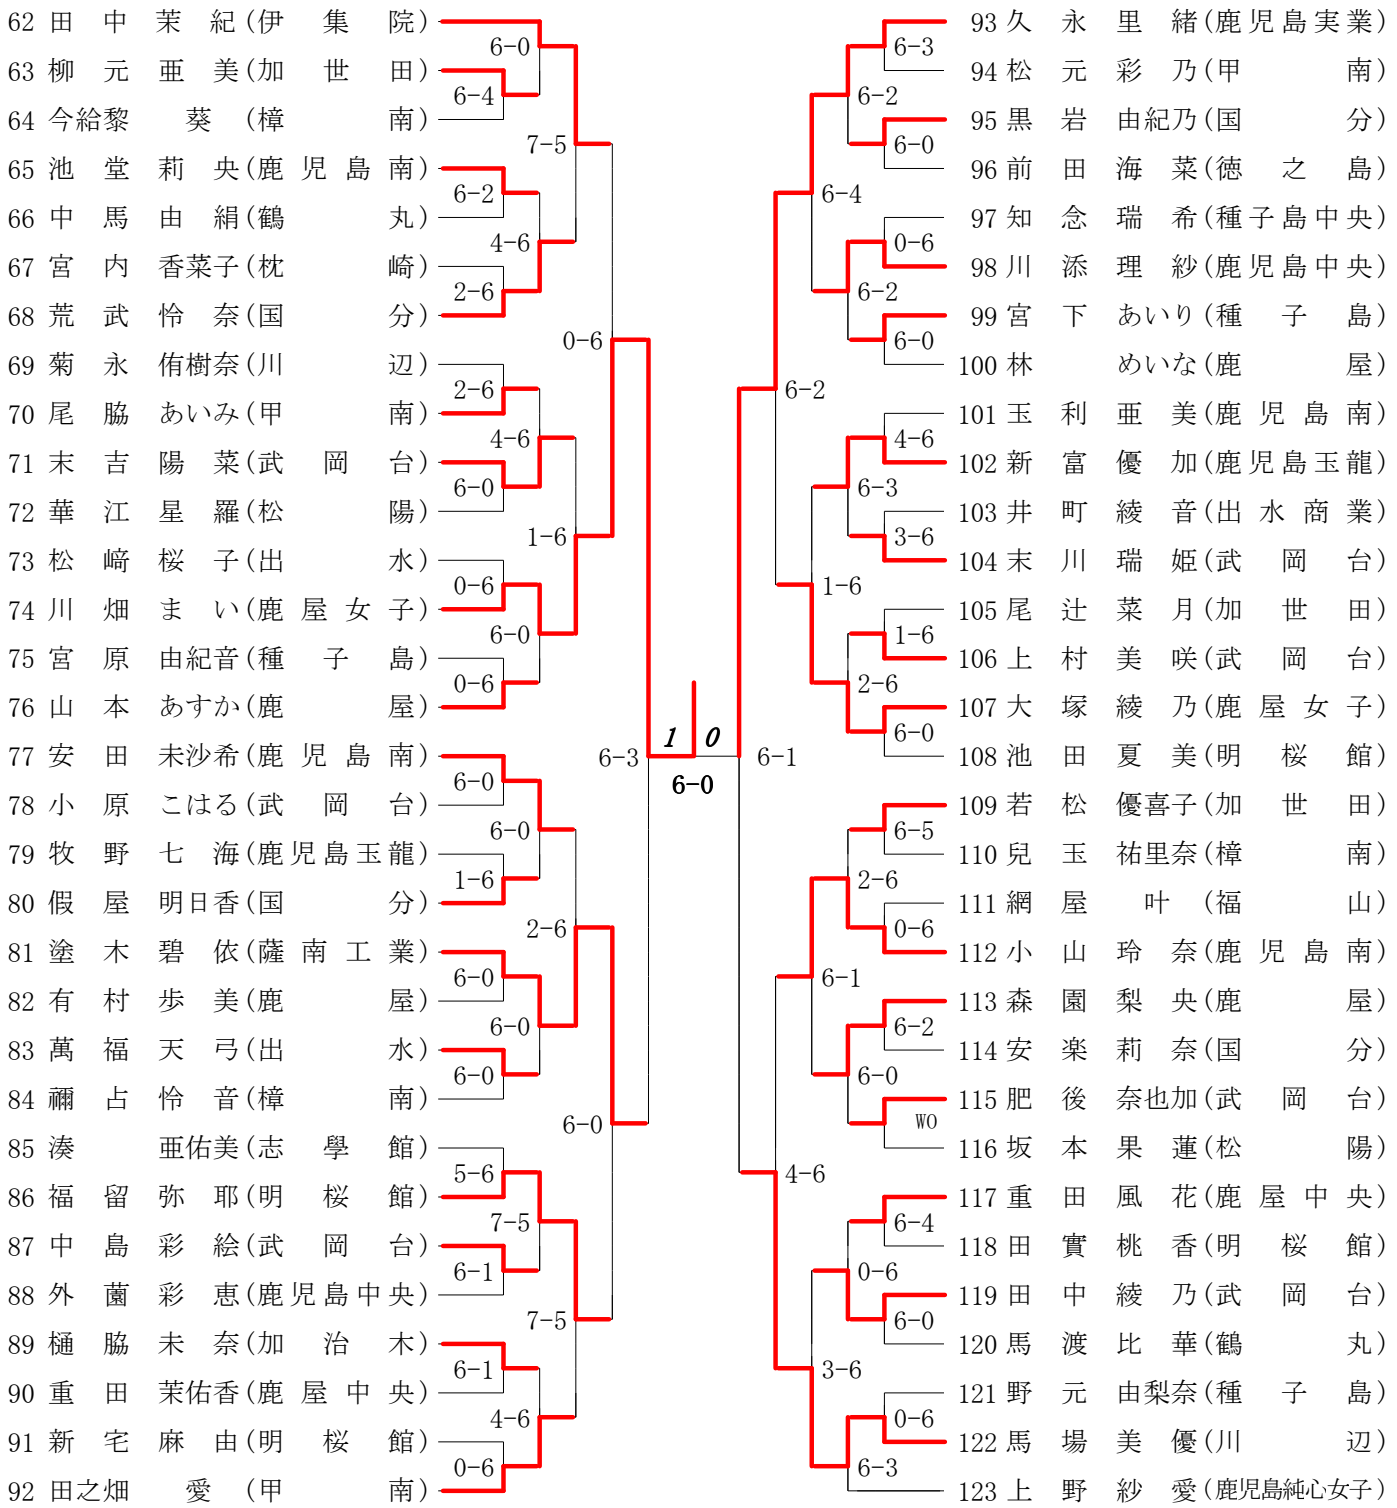 62 田中茉紀(伊集院)
63 柳元亜美(加世田)
64 今給黎葵(樟南)
65 池堂莉央(鹿児島南)
66 中馬由絹(鶴丸)
67 宮内香菜子(枕崎)
68 荒武怜奈(国分)
69 菊永侑樹奈(川辺)
70 尾脇あいみ(甲南)
71 末吉陽菜(武岡台)
72 華江星羅(松陽)
73 松﨑桜子(出水)
74 川畑まい(鹿屋女子)
75 宮原由紀音(種子島)
76 山本あすか(鹿屋)
77 安田未沙希(鹿児島南)
78 小原こはる(武岡台)
79 牧野七海(鹿児島玉龍)
80 假屋明日香(国分)
81 塗木碧依(薩南工業)
82 有村歩美(鹿屋)
83 萬福天弓(出水)
84 禰占怜音(樟南)
85 湊亜佑美(志學館)
86 福留弥耶(明桜館)
87 中島彩絵(武岡台)
88 外薗彩恵(鹿児島中央)
89 樋脇未奈(加治木)
90 重田茉佑香(鹿屋中央)
91 新宅麻由(明桜館)
92 田之畑愛(甲南)
6-0
6-4
7-5
6-2
4-6
2-6
0-6
2-6
4-6
6-0
1-6
0-6
6-0
0-6
6-3
6-0
6-0
1-6
2-6
6-0
6-0
6-0
6-0
5-6
7-5
6-1
7-5
6-1
4-6
0-6
1 0
6-0
6-3
6-2
6-0
6-4
0-6
6-2
6-0
6-2
4-6
6-3
3-6
1-6
1-6
2-6
6-0
6-1
6-5
2-6
0-6
6-1
6-2
6-0
WO
4-6
6-4
0-6
6-0
3-6
0-6
6-3
93 久永里緒(鹿児島実業)
94 松元彩乃(甲南)
95 黒岩由紀乃(国分)
96 前田海菜(徳之島)
97 知念瑞希(種子島中央)
98 川添理紗(鹿児島中央)
99 宮下あいり(種子島)
100 林めいな(鹿屋)
101 玉利亜美(鹿児島南)
102 新富優加(鹿児島玉龍)
103 井町綾音(出水商業)
104 末川瑞姫(武岡台)
105 尾辻菜月(加世田)
106 上村美咲(武岡台)
107 大塚綾乃(鹿屋女子)
108 池田夏美(明桜館)
109 若松優喜子(加世田)
110 兒玉祐里奈(樟南)
111 網屋叶(福山)
112 小山玲奈(鹿児島南)
113 森園梨央(鹿屋)
114 安楽莉奈(国分)
115 肥後奈也加(武岡台)
116 坂本果蓮(松陽)
117 重田風花(鹿屋中央)
118 田實桃香(明桜館)
119 田中綾乃(武岡台)
120 馬渡比華(鶴丸)
121 野元由梨奈(種子島)
122 馬場美優(川辺)
123 上野紗愛(鹿児島純心女子)